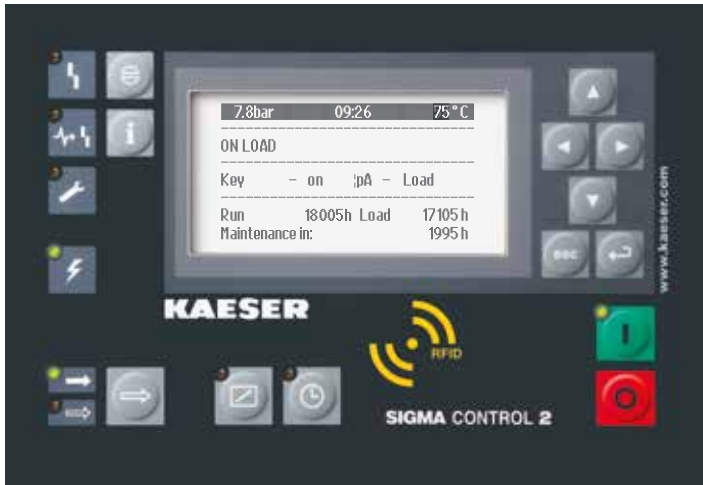 7.8bar 09:26 75°C
ON LOAD
Key - on ¦pA - Load
Run 18005h Load 17105h
Maintenance in: 1995h
esc
www.kaeser.com
KAESER
RFID
SIGMA CONTROL 2